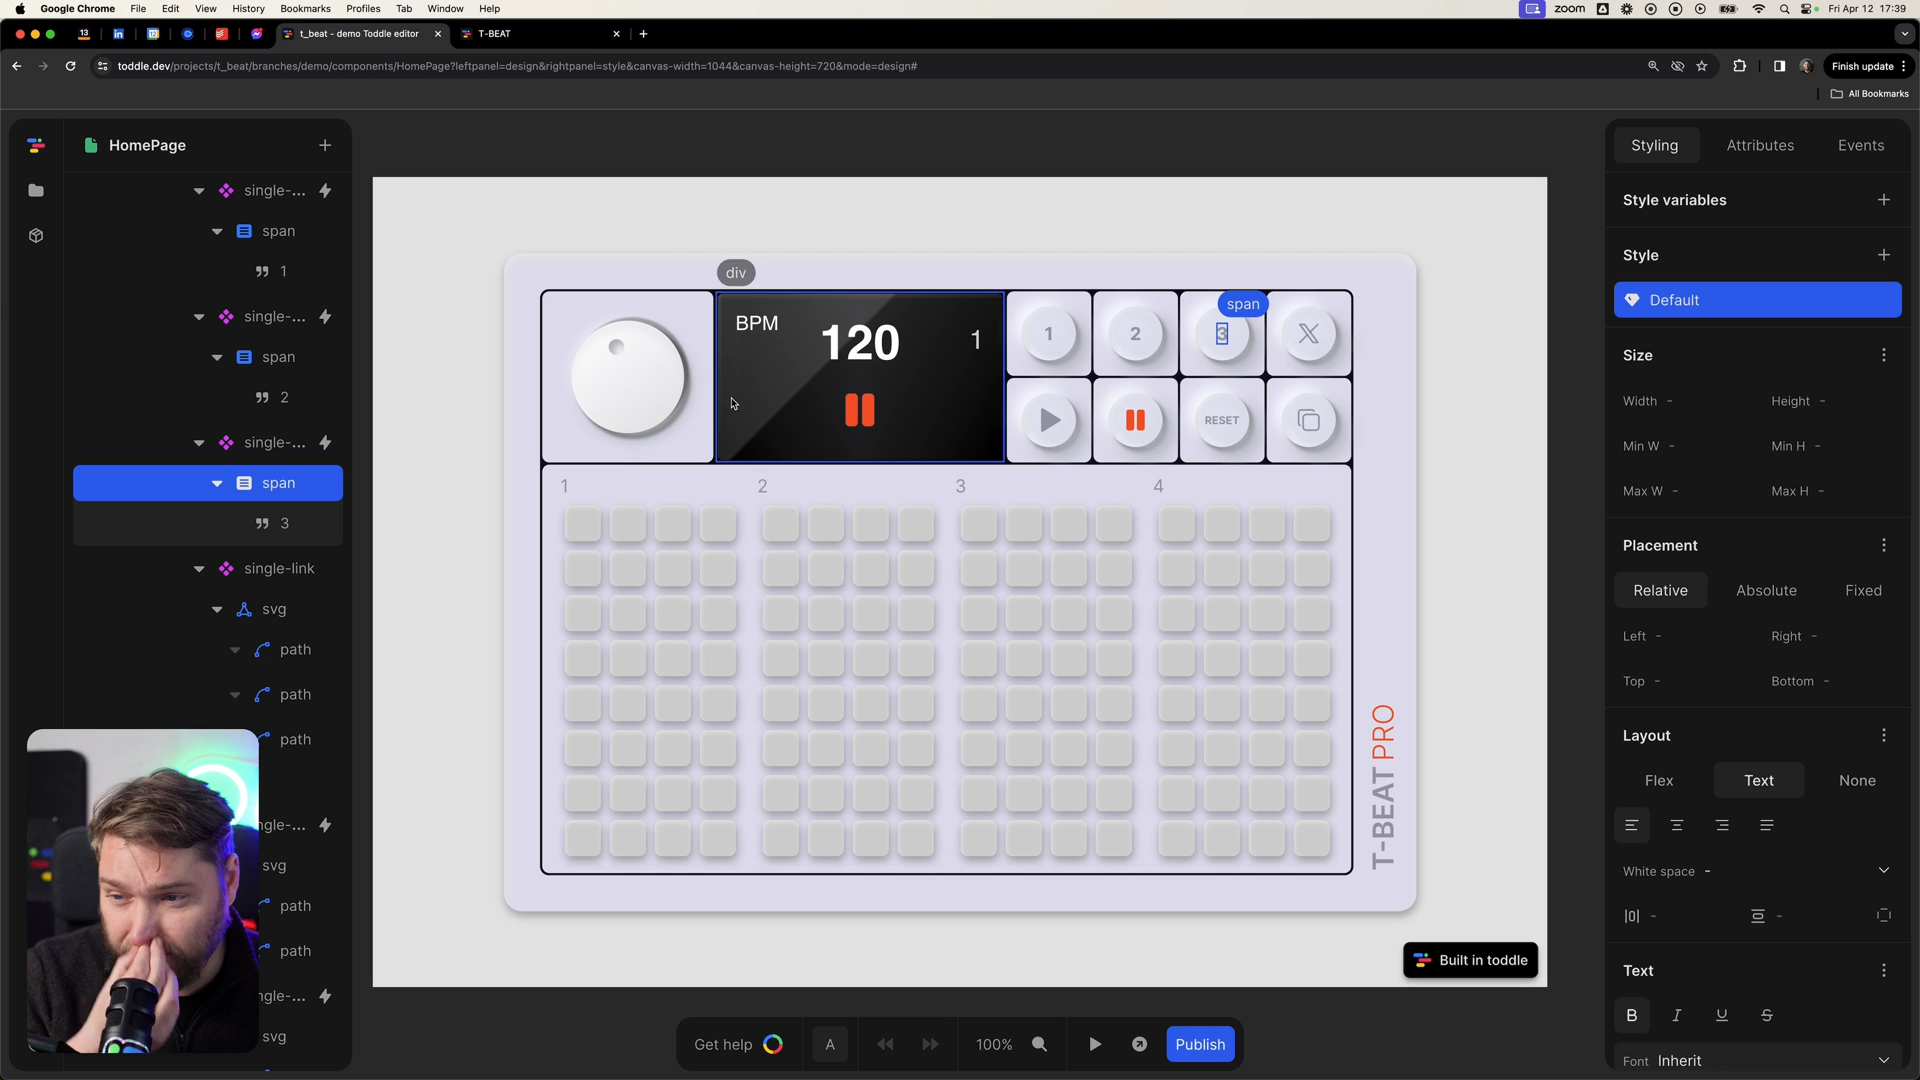 Google Chrome File Edit View History Bookmarks Profiles Tab Window Help
zoom Fri Apr 12 17:39
13
t_beat - demo Toddle editor
T-BEAT
toddle.dev/projects/t_beat/branches/demo/components/HomePage?leftpanel=design&rightpanel=style&canvas-width=1044&canvas-height=720&mode=design#
Finish update
All Bookmarks
HomePage
single-...
span
1
single-...
span
2
single-...
span
3
single-link
svg
path
path
path
ngle-...
svg
path
path
ngle-...
svg
div
BPM
120
1
span
1
2
3
RESET
1
2
3
4
T-BEAT PRO
Built in toddle
Get help
A
100%
Publish
Styling Attributes Events
Style variables
Style
Default
Size
Width - Height -
Min W - Min H -
Max W - Max H -
Placement
Relative Absolute Fixed
Left - Right -
Top - Bottom -
Layout
Flex Text None
White space -
- -
Text
B I U S
Font Inherit